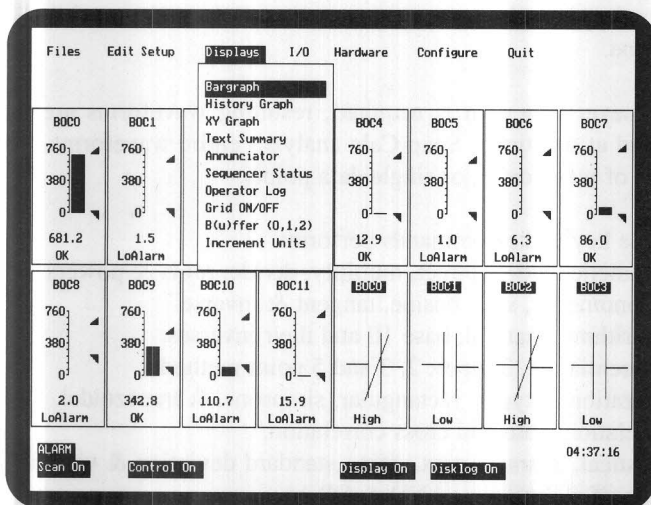 Files Edit Setup Displays I/O Hardware Configure Quit
Bargraph
History Graph
XY Graph
Text Summary
Annunciator
Sequencer Status
Operator Log
Grid ON/OFF
B(u)ffer (0,1,2)
Increment Units
BOC0 BOC1 BOC4 BOC5 BOC6 BOC7
760 760 760 760 760 760
380 380 380 380 380 380
0 0 0 0 0 0
681.2 1.5 12.9 1.0 6.3 86.0
OK LoAlarm OK LoAlarm LoAlarm OK
BOC8 BOC9 BOC10 BOC11 BOC0 BOC1 BOC2 BOC3
760 760 760 760
380 380 380 380
0 0 0 0
2.0 342.8 110.7 15.9 High Low High Low
LoAlarm OK LoAlarm LoAlarm
ALARM 04:37:16
Scan On Control On Display On Disklog On